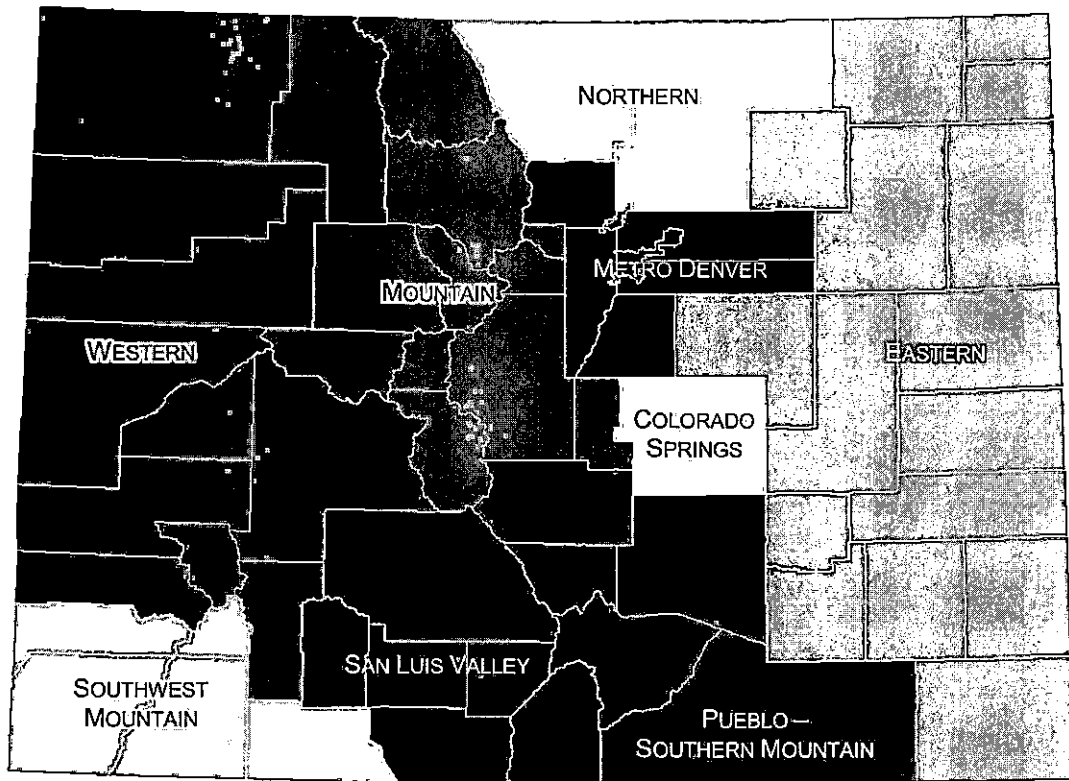 NORTHERN
METRO DENVER
MOUNTAIN
WESTERN
EASTERN
COLORADO
SPRINGS
SAN LUIS VALLEY
SOUTHWEST
MOUNTAIN
PUEBLO –
SOUTHERN MOUNTAIN